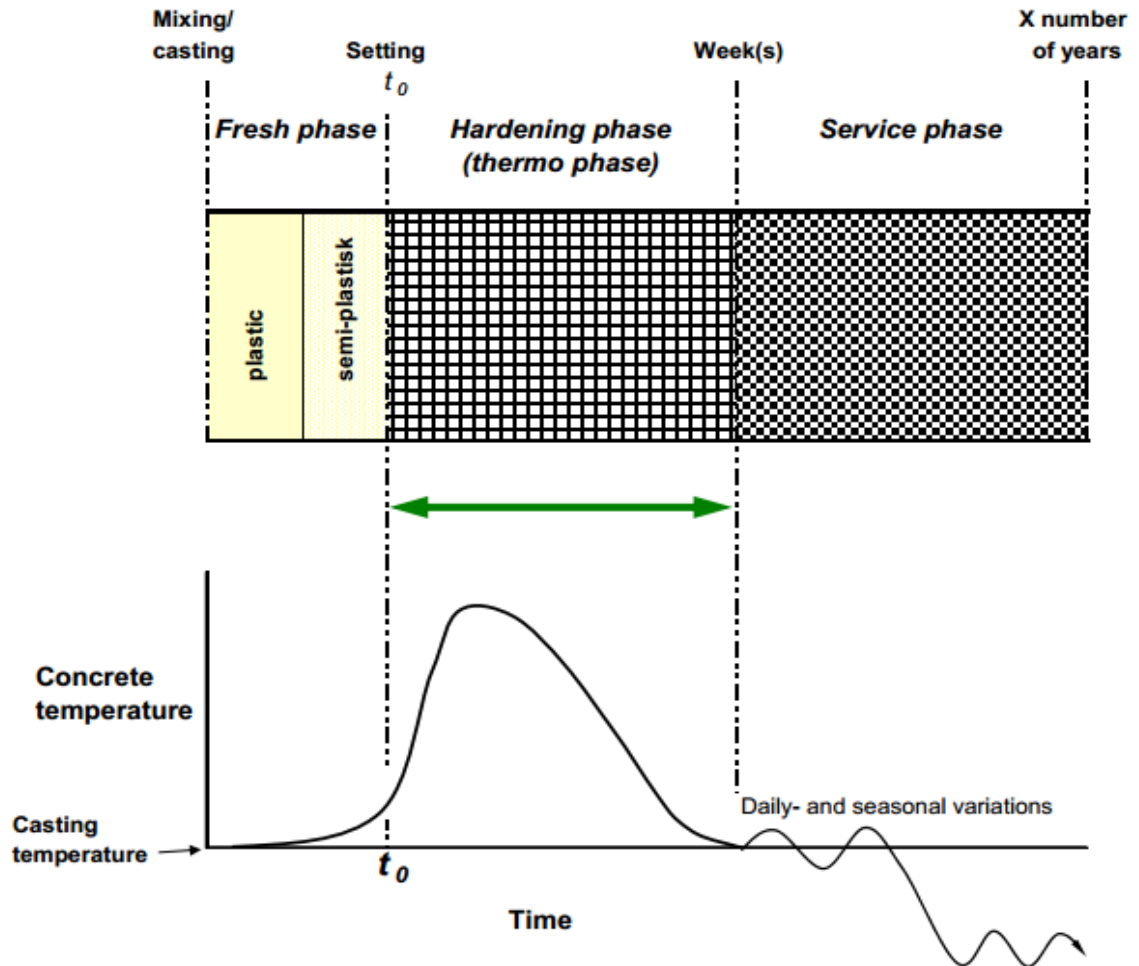 Mixing/
casting
Setting
t₀
Week(s)
X number
of years
Fresh phase
Hardening phase
(thermo phase)
Service phase
plastic
semi-plastisk
Concrete
temperature
Daily- and seasonal variations
Casting
temperature
t₀
Time